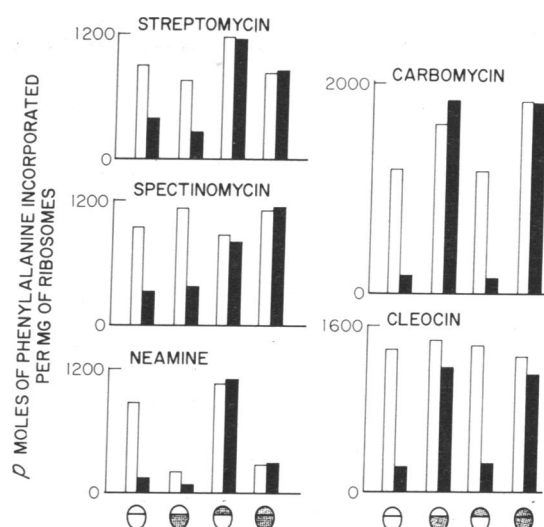 STREPTOMYCIN
1200
0
SPECTINOMYCIN
1200
0
NEAMINE
1200
0
CARBOMYCIN
2000
0
CLEOCIN
1600
0
ρ MOLES OF PHENYLALANINE INCORPORATED
PER MG OF RIBOSOMES